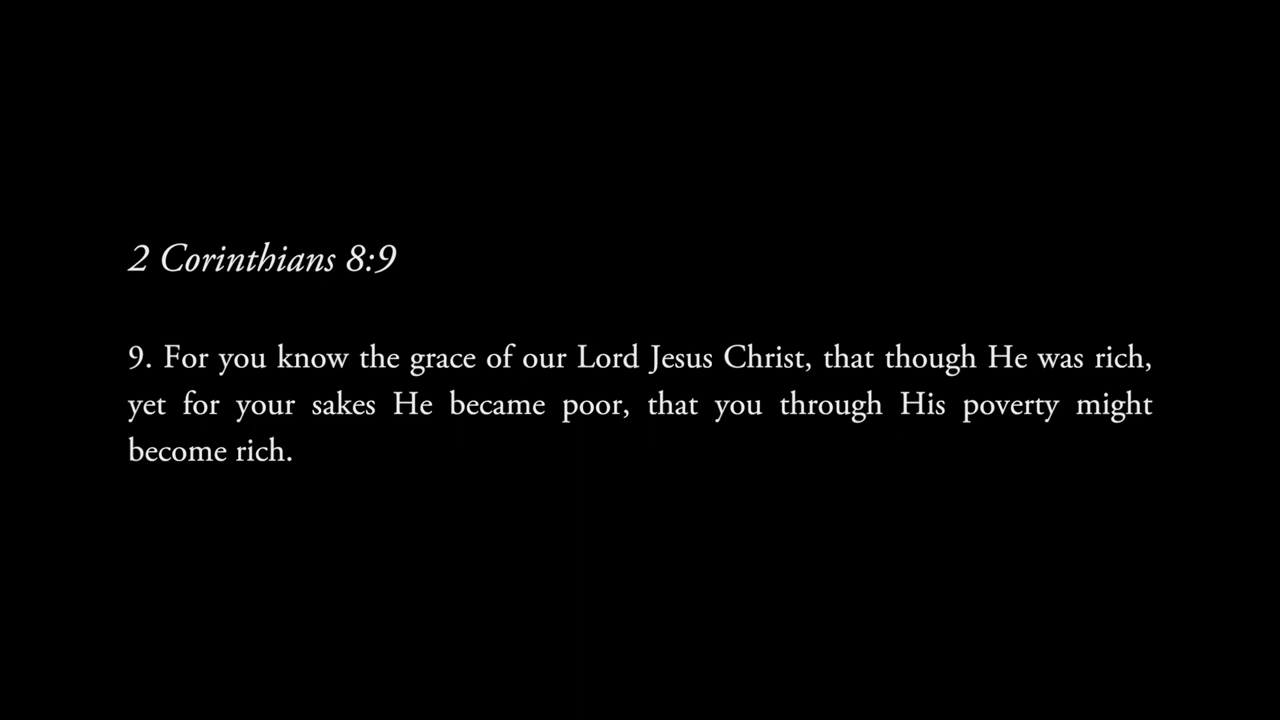 2 Corinthians 8:9
9. For you know the grace of our Lord Jesus Christ, that though He was rich,
yet for your sakes He became poor, that you through His poverty might
become rich.